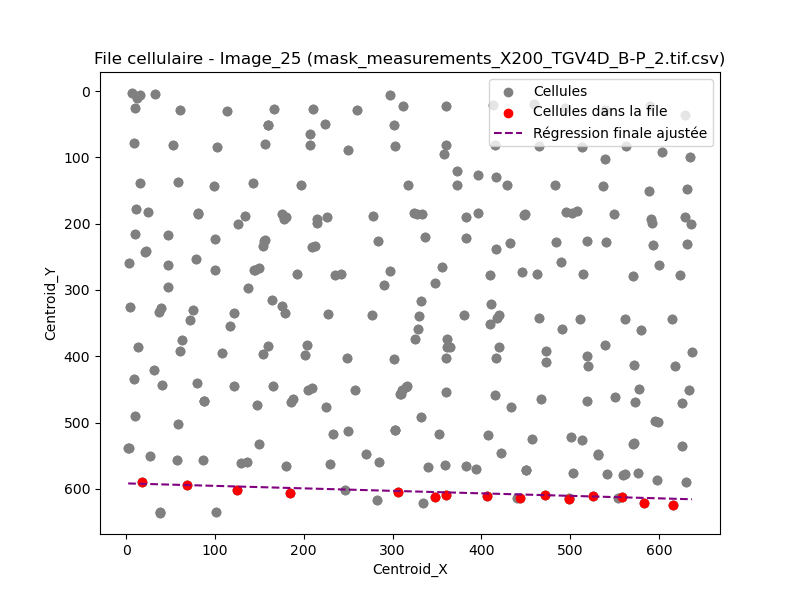 File cellulaire - Image_25 (mask_measurements_X200_TGV4D_B-P_2.tif.csv)
Cellules
Cellules dans la file
Régression finale ajustée
0
100
200
300
400
500
600
Centroid_Y
0
100
200
300
400
500
600
Centroid_X